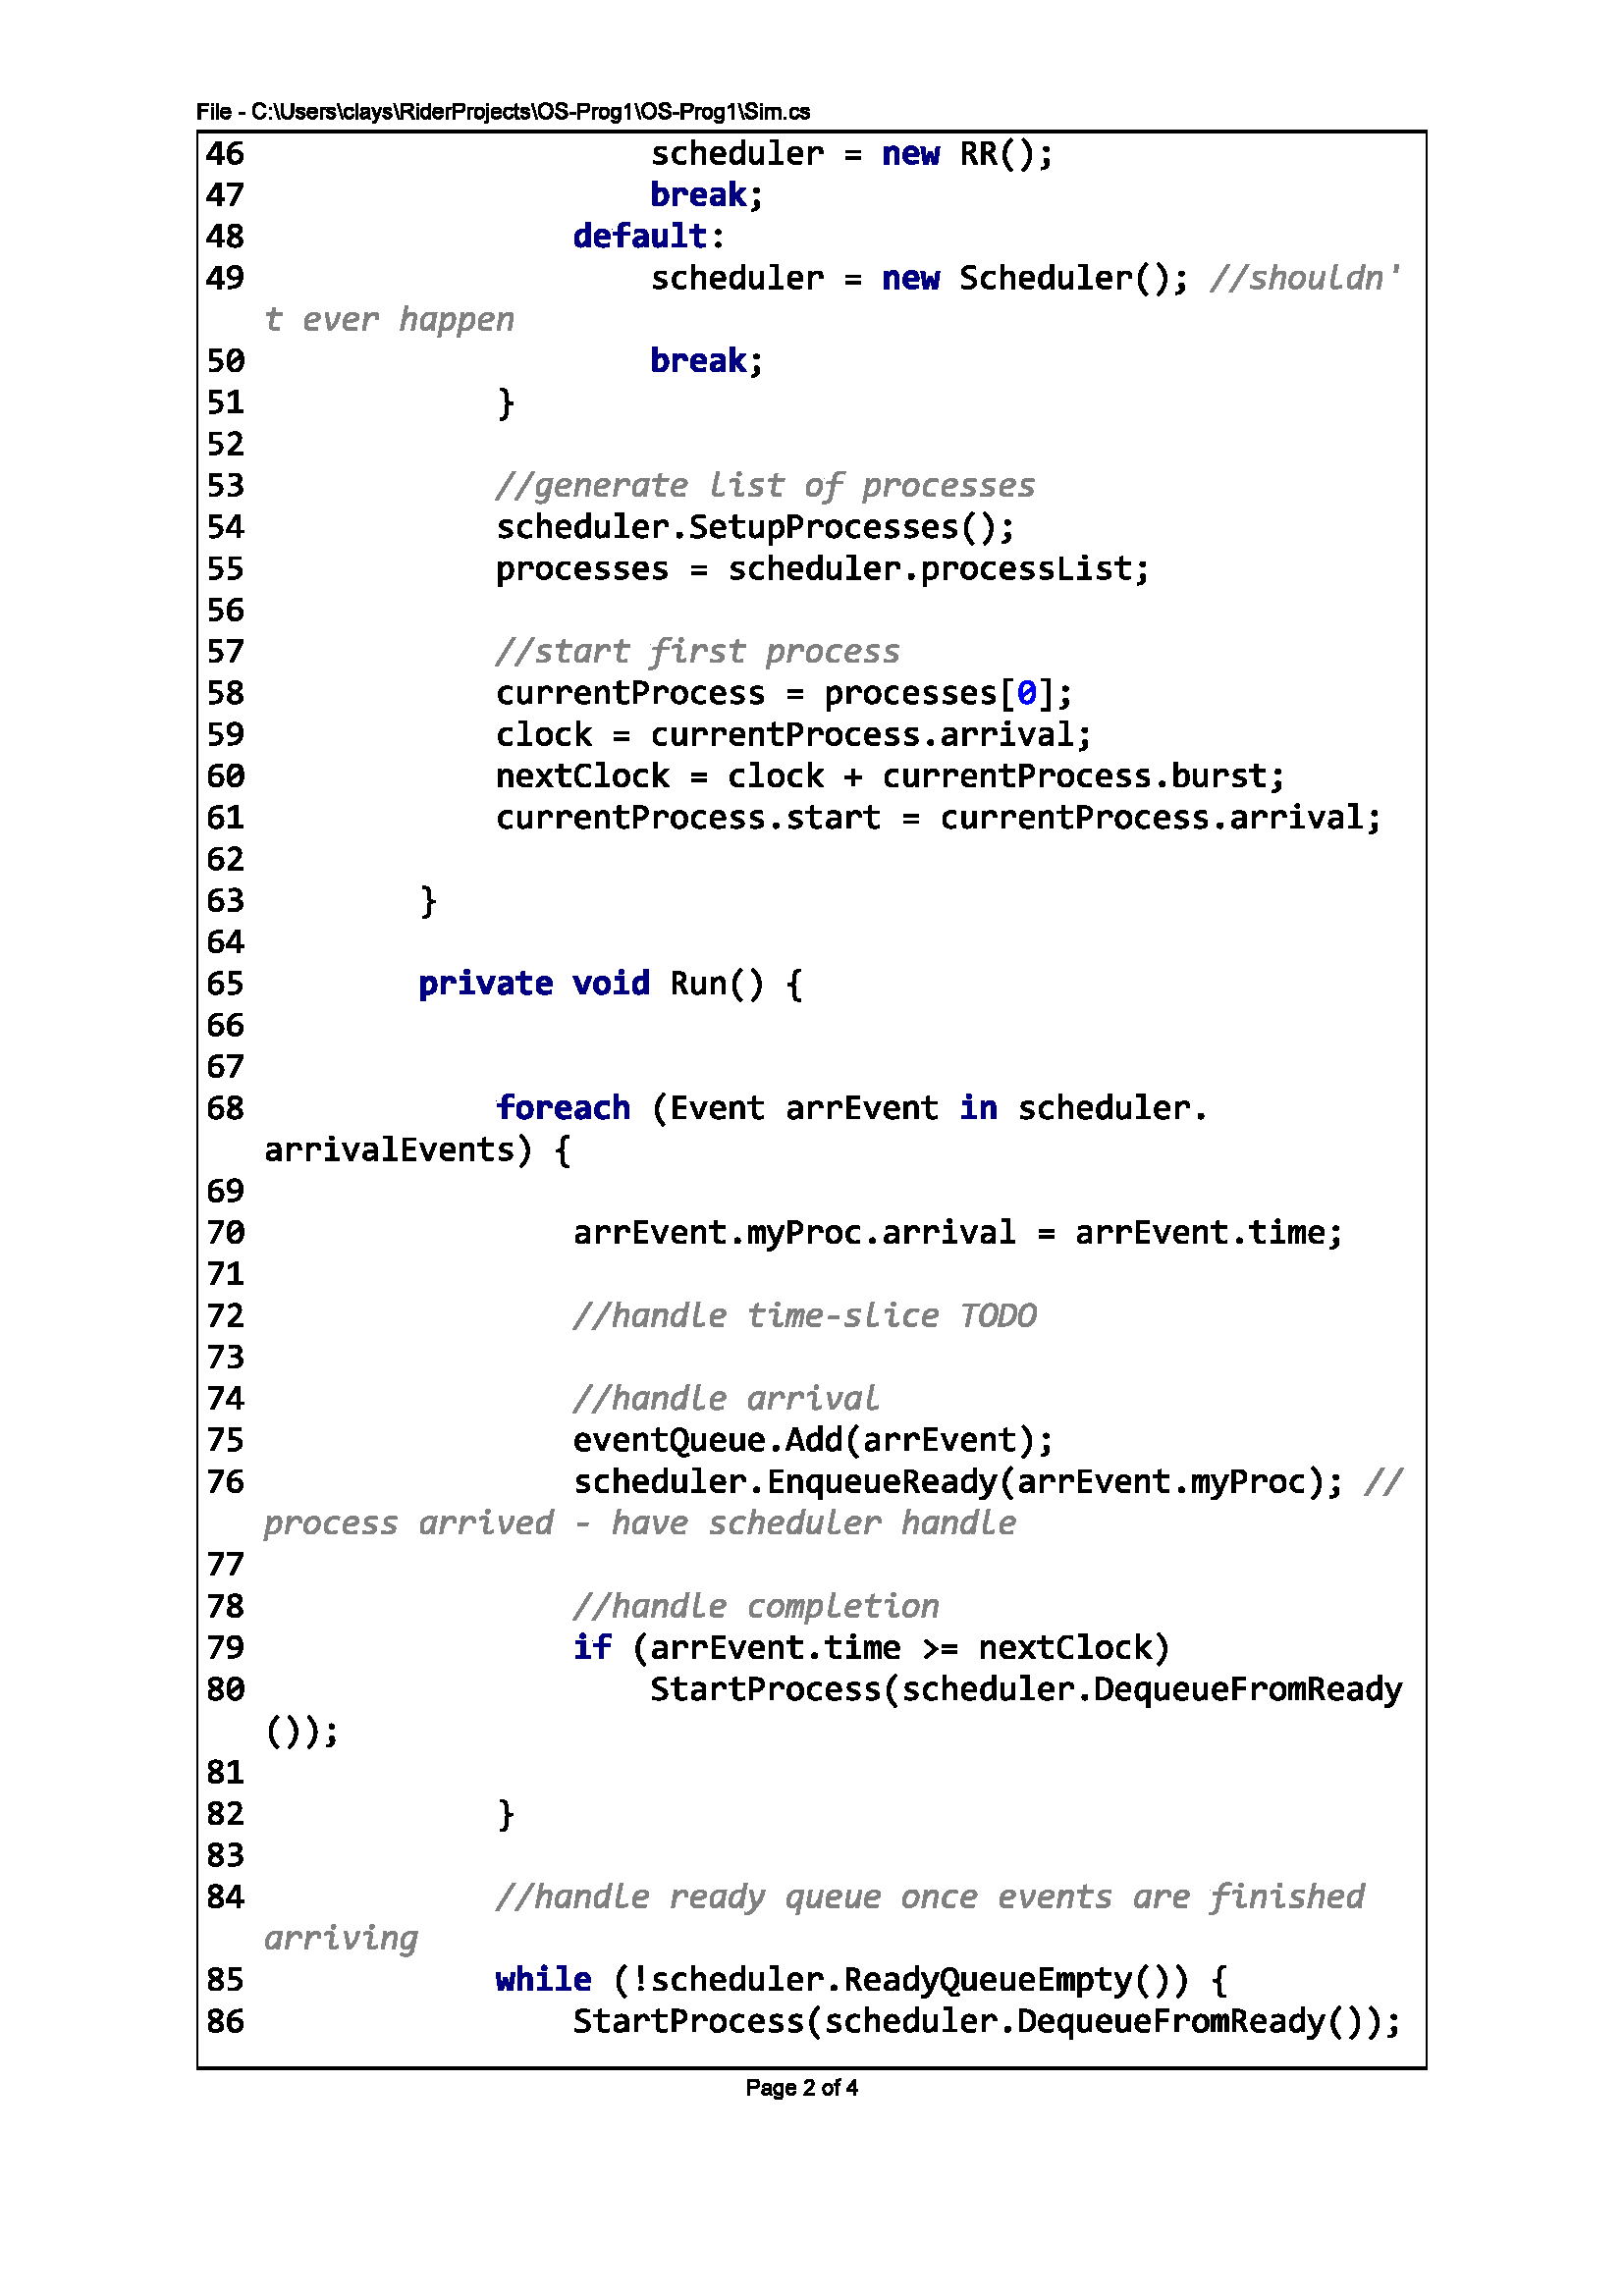 File - C:\Users\clays\RiderProjects\OS-Prog1\OS-Prog1\Sim.cs
46                     scheduler = new RR();
47                     break;
48                 default:
49                     scheduler = new Scheduler(); //shouldn'
   t ever happen
50                     break;
51             }
52
53             //generate list of processes
54             scheduler.SetupProcesses();
55             processes = scheduler.processList;
56
57             //start first process
58             currentProcess = processes[0];
59             clock = currentProcess.arrival;
60             nextClock = clock + currentProcess.burst;
61             currentProcess.start = currentProcess.arrival;
62
63         }
64
65         private void Run() {
66
67
68             foreach (Event arrEvent in scheduler.
   arrivalEvents) {
69
70                 arrEvent.myProc.arrival = arrEvent.time;
71
72                 //handle time-slice TODO
73
74                 //handle arrival
75                 eventQueue.Add(arrEvent);
76                 scheduler.EnqueueReady(arrEvent.myProc); //
   process arrived - have scheduler handle
77
78                 //handle completion
79                 if (arrEvent.time >= nextClock)
80                     StartProcess(scheduler.DequeueFromReady
   ());
81
82             }
83
84             //handle ready queue once events are finished
   arriving
85             while (!scheduler.ReadyQueueEmpty()) {
86                 StartProcess(scheduler.DequeueFromReady());
Page 2 of 4